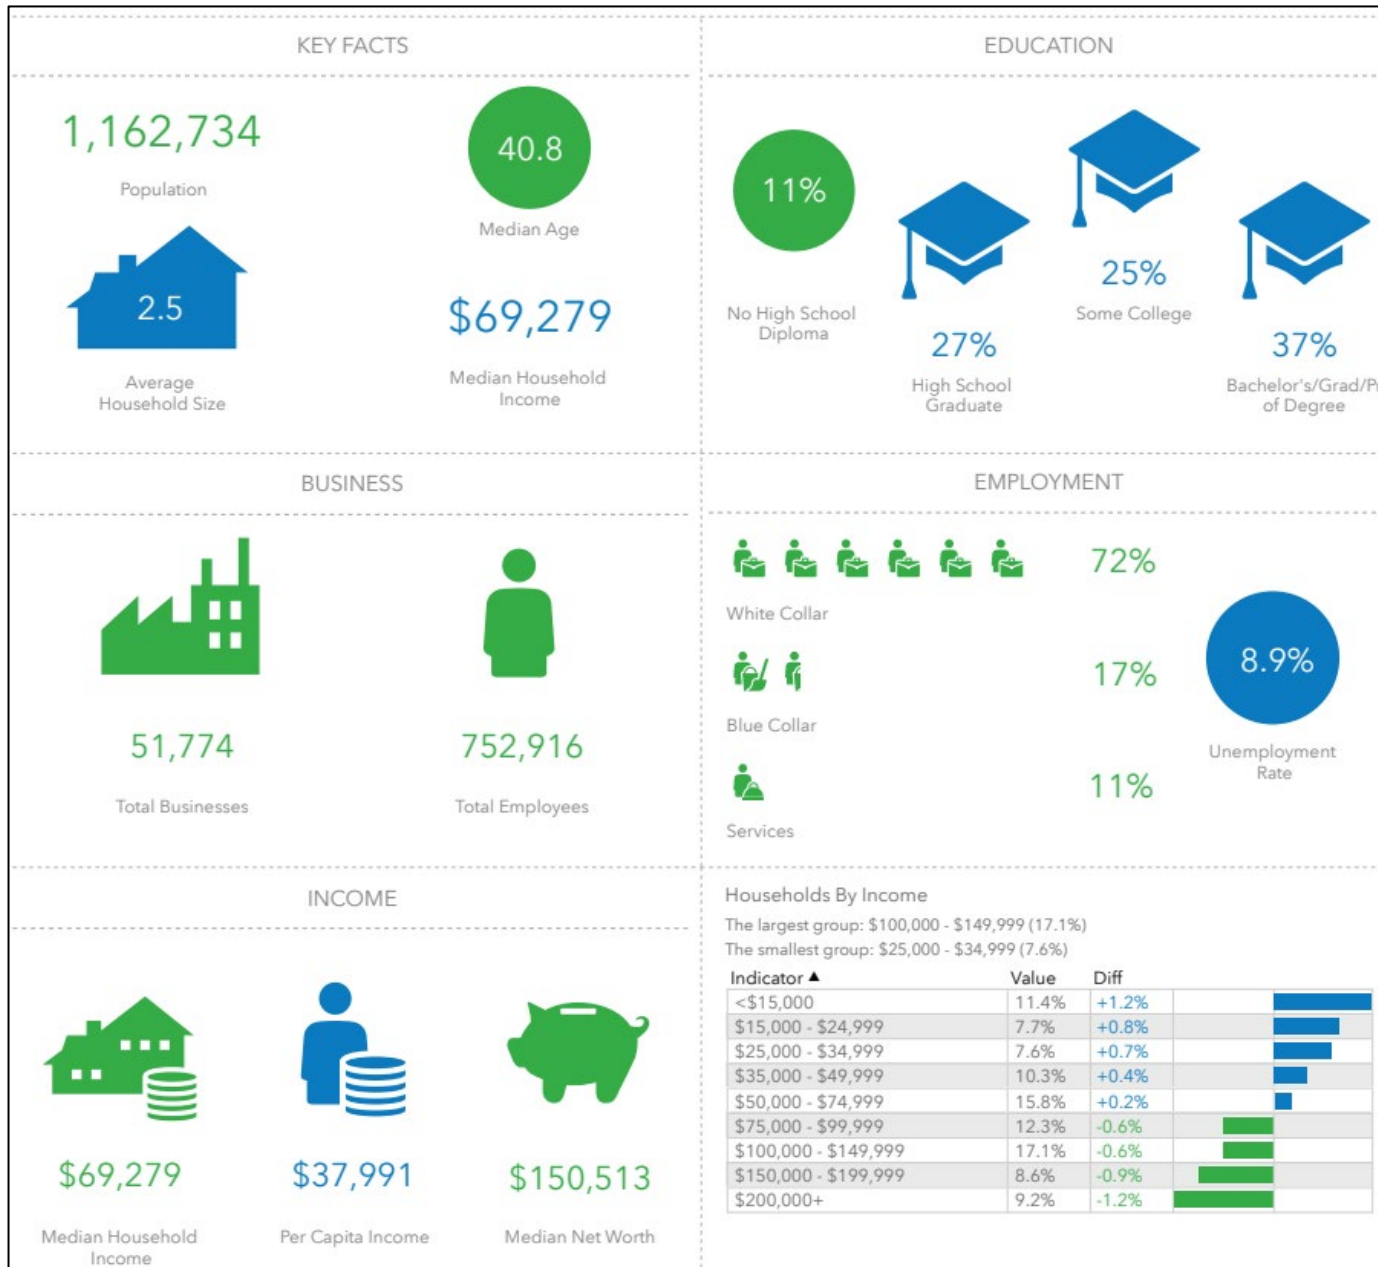 KEY FACTS
1,162,734
Population
40.8
Median Age
2.5
Average
Household Size
$69,279
Median Household
Income
EDUCATION
11%
No High School
Diploma
27%
High School
Graduate
25%
Some College
37%
Bachelor's/Grad/Pr
of Degree
BUSINESS
51,774
Total Businesses
752,916
Total Employees
EMPLOYMENT
72%
White Collar
17%
Blue Collar
11%
Services
8.9%
Unemployment
Rate
INCOME
$69,279
Median Household
Income
$37,991
Per Capita Income
$150,513
Median Net Worth
Households By Income
The largest group: $100,000 - $149,999 (17.1%)
The smallest group: $25,000 - $34,999 (7.6%)
Indicator ▲ Value Diff
<$15,000 11.4% +1.2%
$15,000 - $24,999 7.7% +0.8%
$25,000 - $34,999 7.6% +0.7%
$35,000 - $49,999 10.3% +0.4%
$50,000 - $74,999 15.8% +0.2%
$75,000 - $99,999 12.3% -0.6%
$100,000 - $149,999 17.1% -0.6%
$150,000 - $199,999 8.6% -0.9%
$200,000+ 9.2% -1.2%